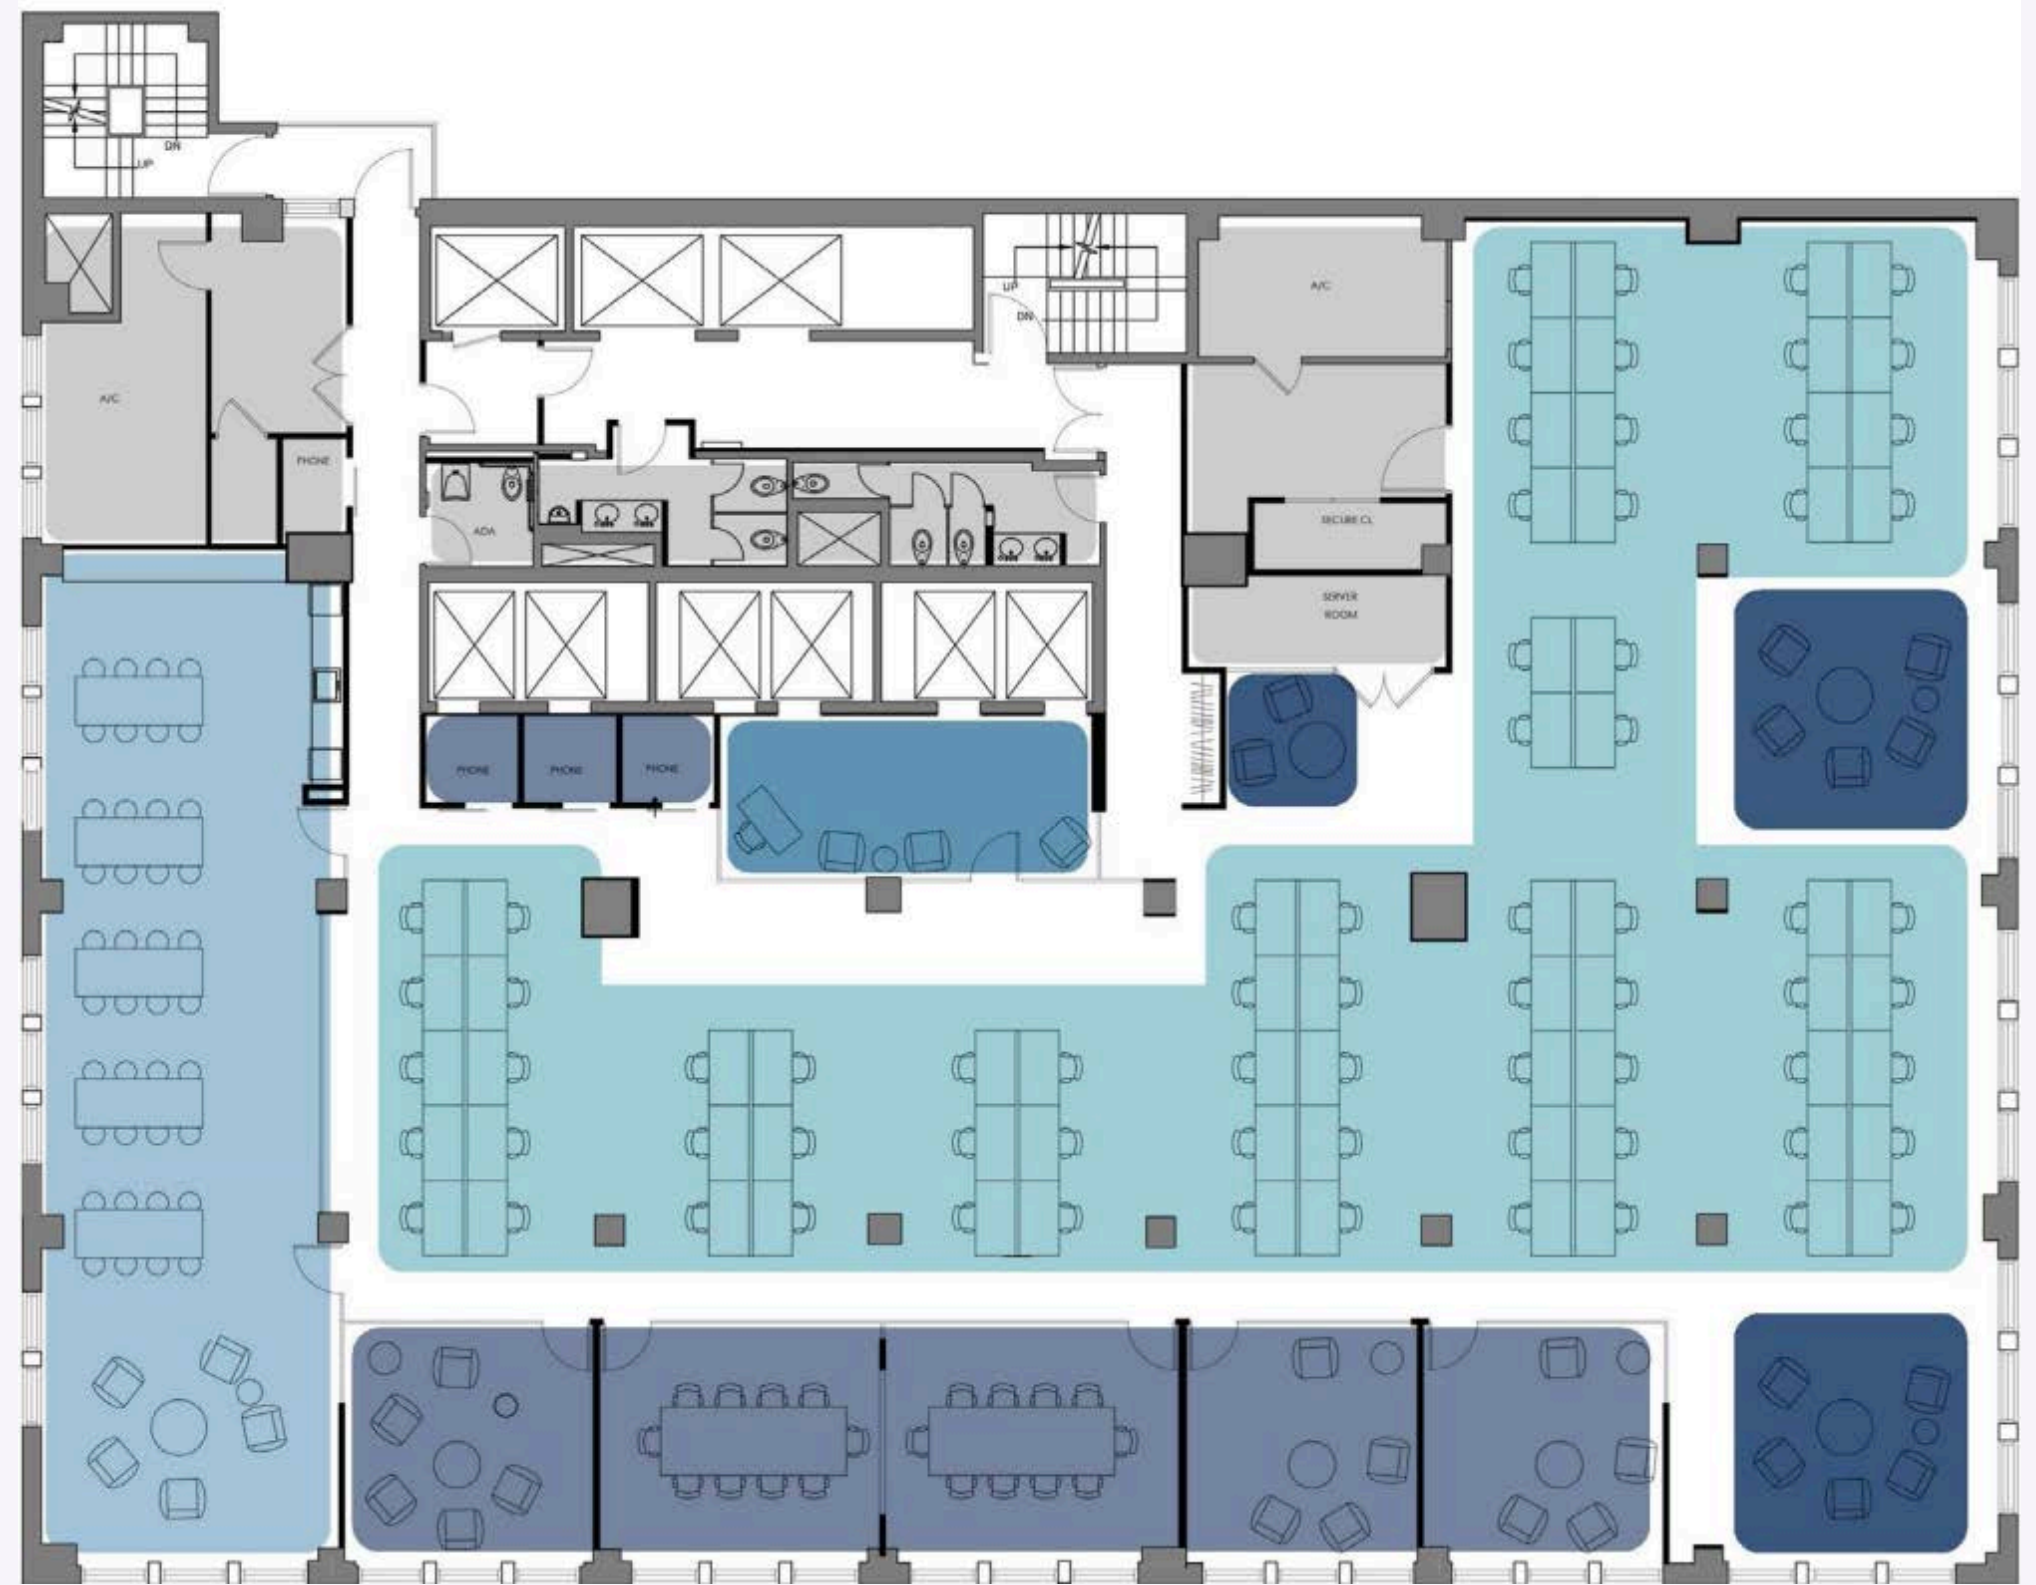 DN
UP
UP
A/C
DN
A/C
PHONE
SECURE CL
ADA
SERVER
ROOM
PHONE
PHONE
PHONE